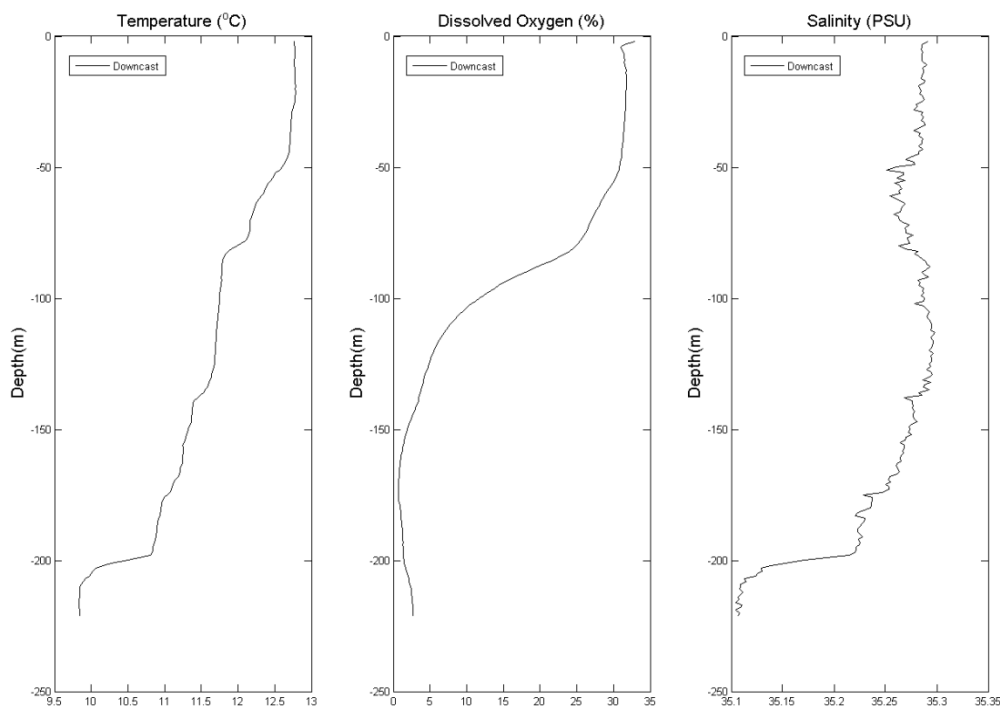 Temperature (°C)
0
-50
-100
-150
-200
-250
Depth(m)
Downcast
9.5 10 10.5 11 11.5 12 12.5 13
Dissolved Oxygen (%)
0
-50
-100
-150
-200
-250
Depth(m)
Downcast
0 5 10 15 20 25 30 35
Salinity (PSU)
0
-50
-100
-150
-200
-250
Depth(m)
Downcast
35.1 35.15 35.2 35.25 35.3 35.35